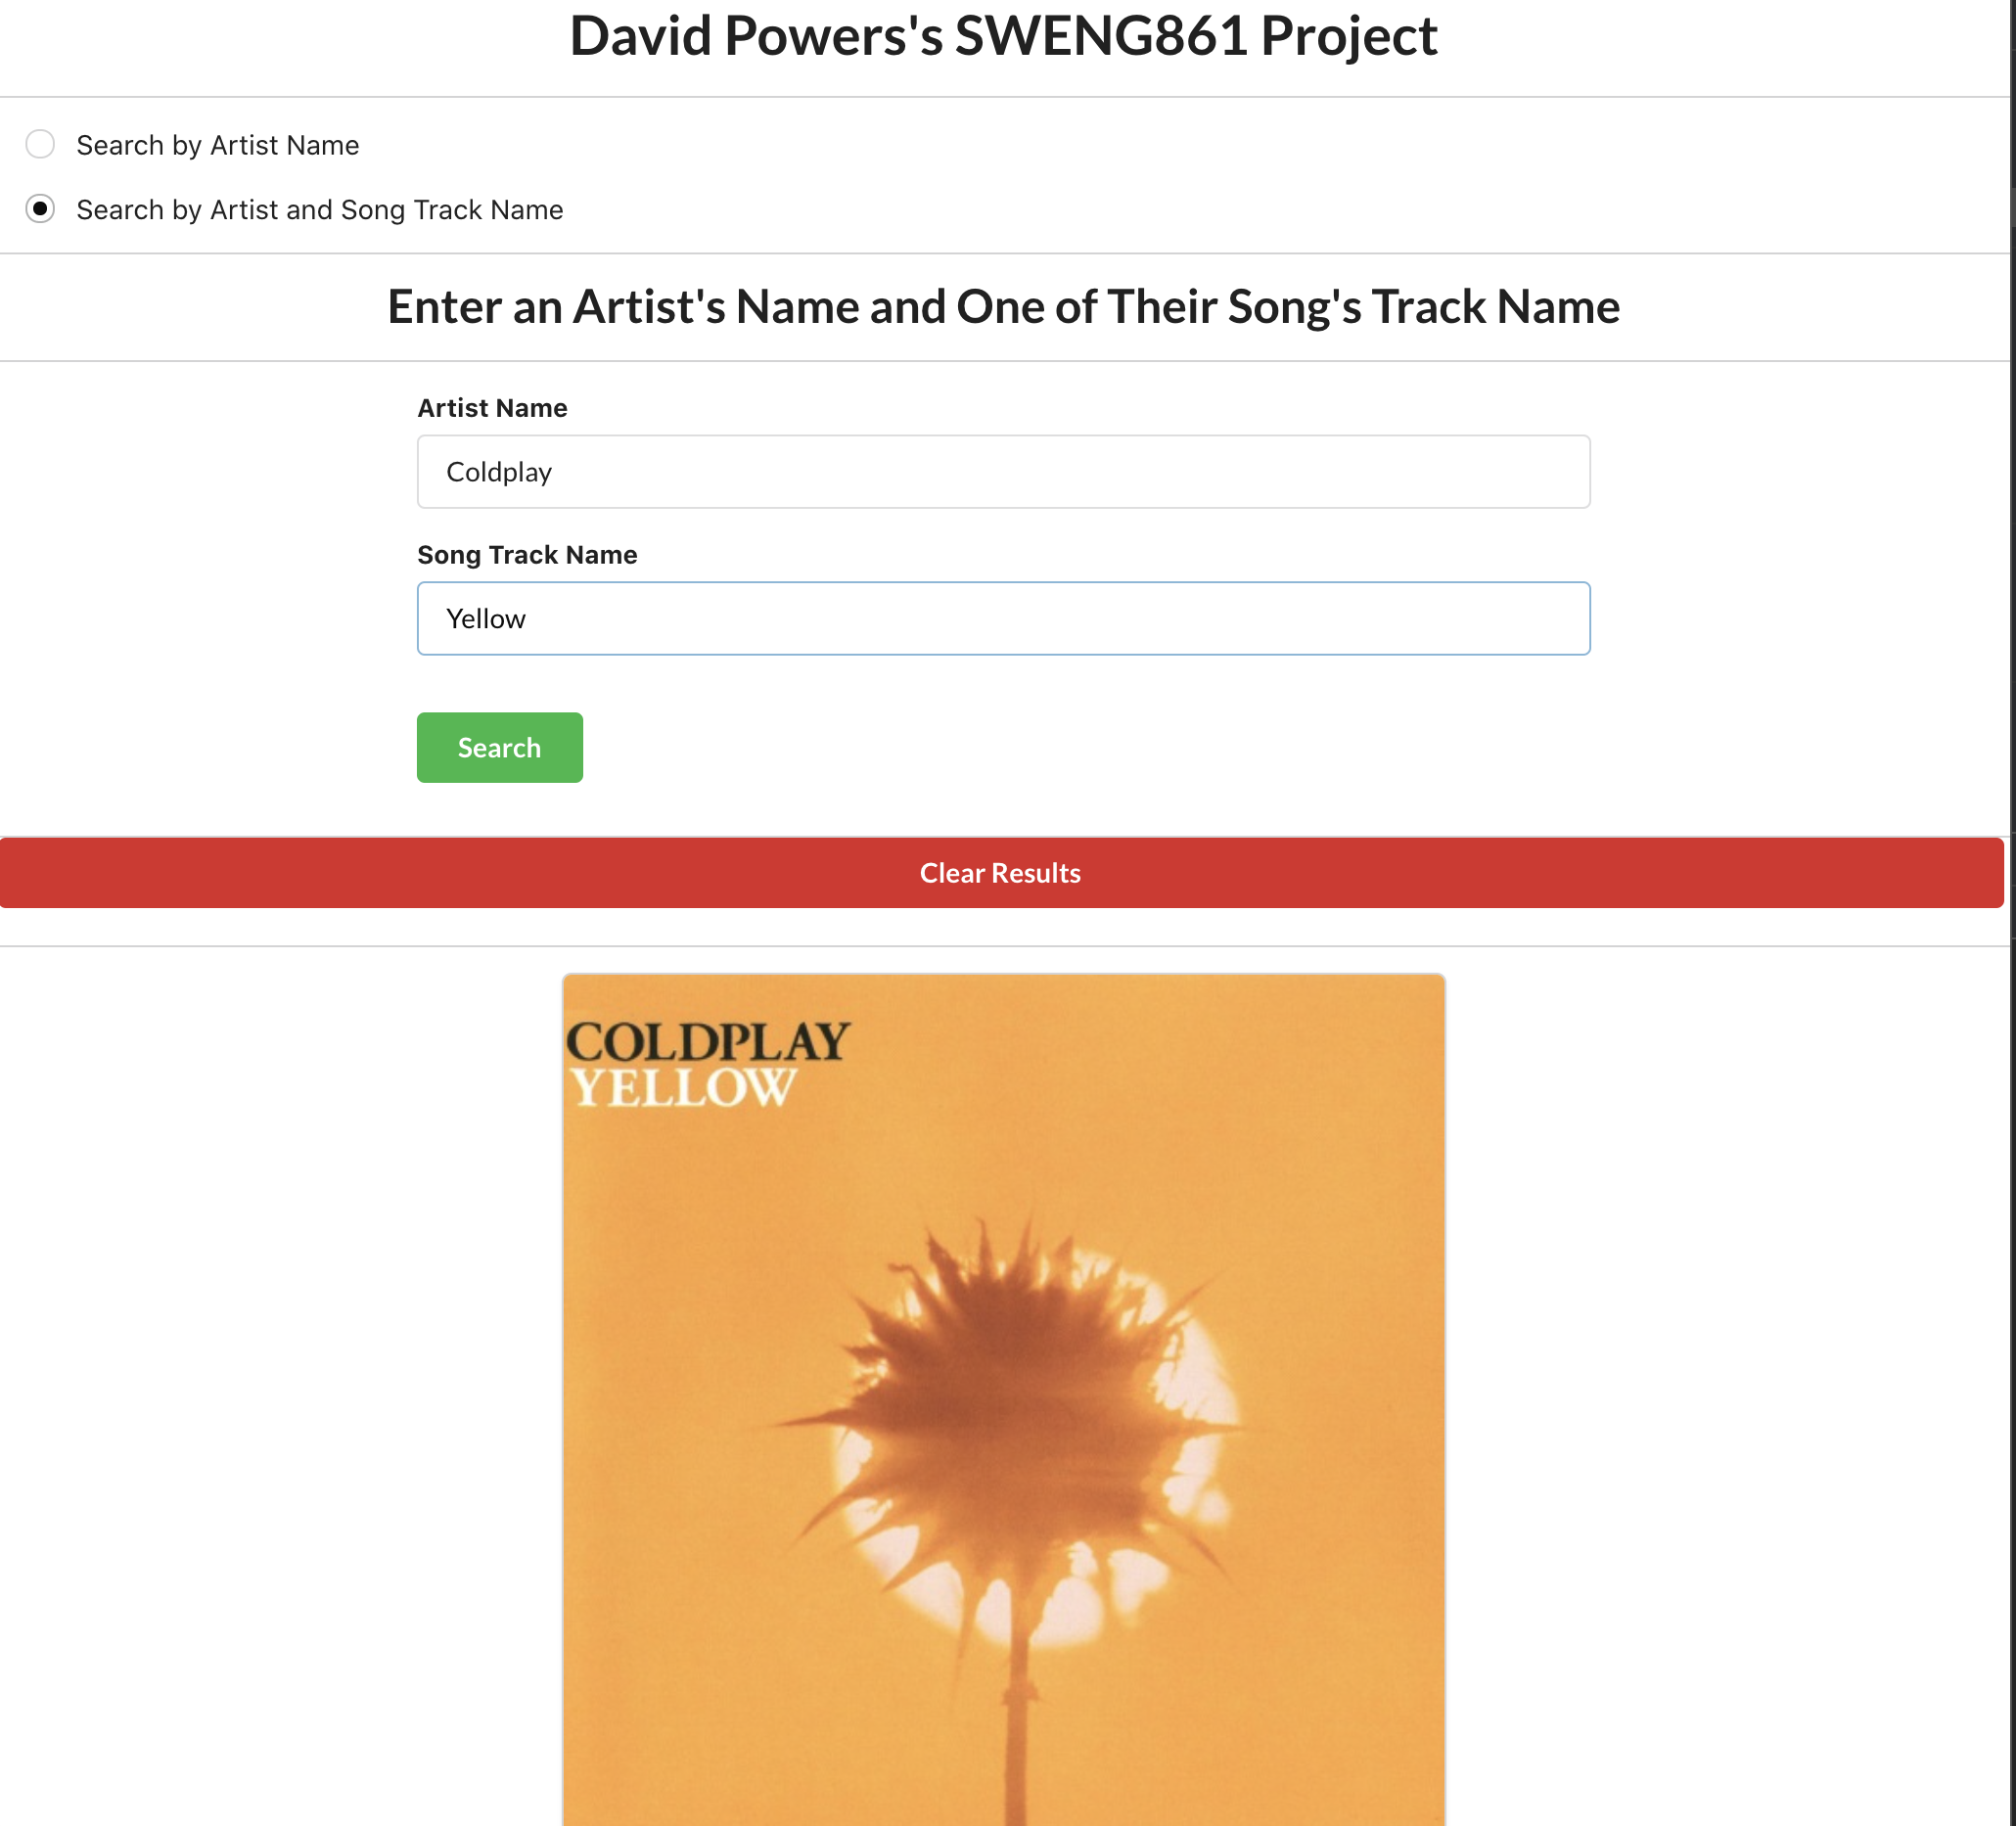 David Powers's SWENG861 Project
Search by Artist Name
Search by Artist and Song Track Name
Enter an Artist's Name and One of Their Song's Track Name
Artist Name
Coldplay
Song Track Name
Yellow
Search
Clear Results
COLDPLAY
YELLOW